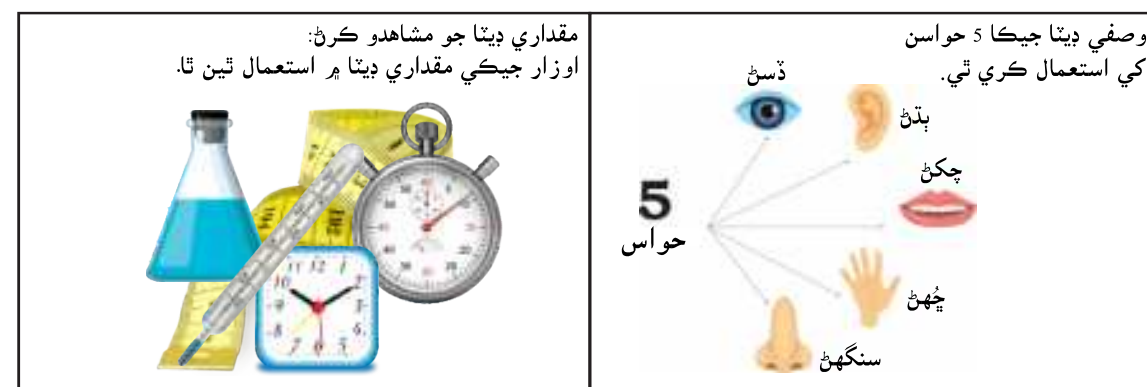 وصفي ڊيٽا جيڪا 5 حواسن
کي استعمال ڪري ٿي.
ڏسڻ
ٻڌڻ
چکڻ
5
حواس
ڇُهڻ
سنگهڻ
مقداري ڊيٽا جو مشاهدو ڪرڻ:
اوزار جيڪي مقداري ڊيٽا ۾ استعمال ٿين ٿا.